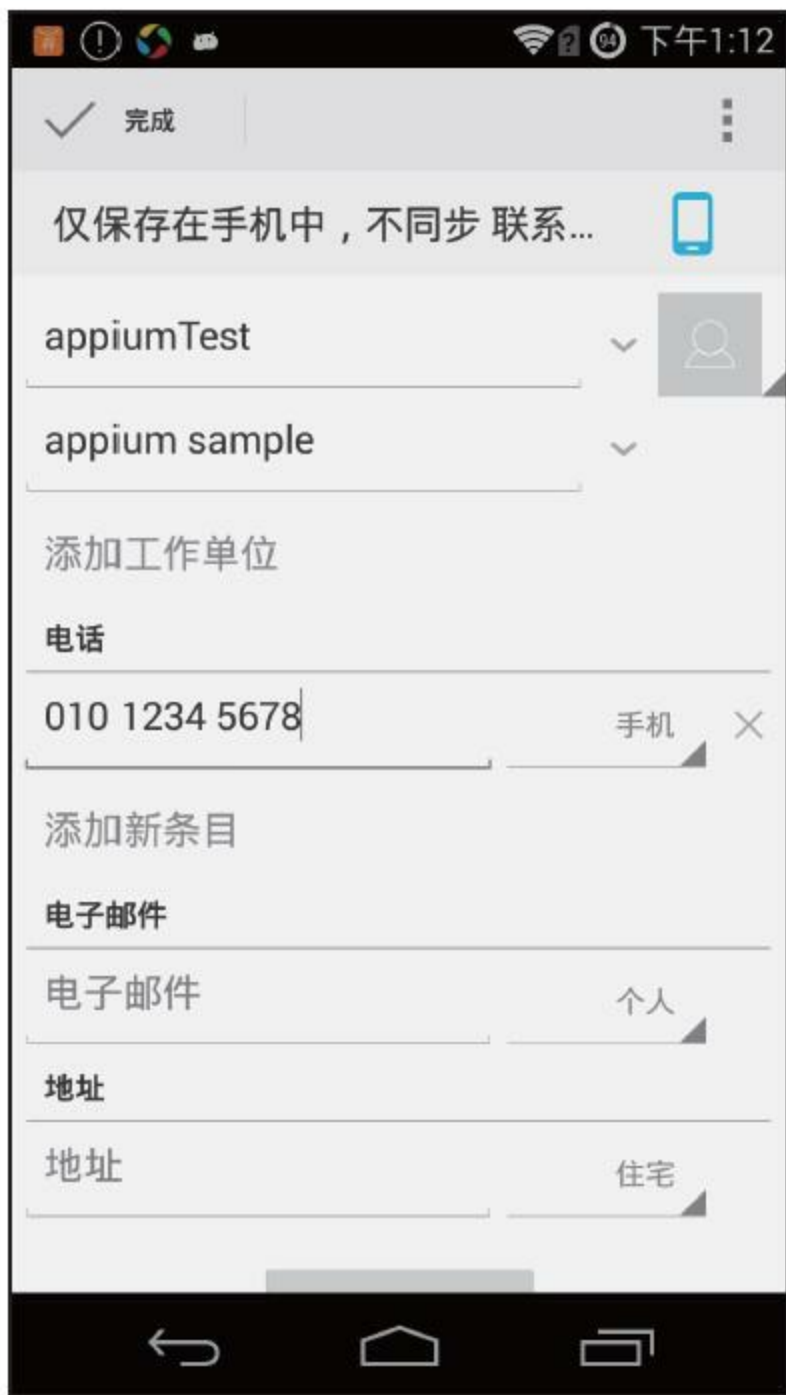 94 下午1:12
完成
仅保存在手机中，不同步 联系...
appiumTest
appium sample
添加工作单位
电话
010 1234 5678 手机
添加新条目
电子邮件
电子邮件 个人
地址
地址 住宅